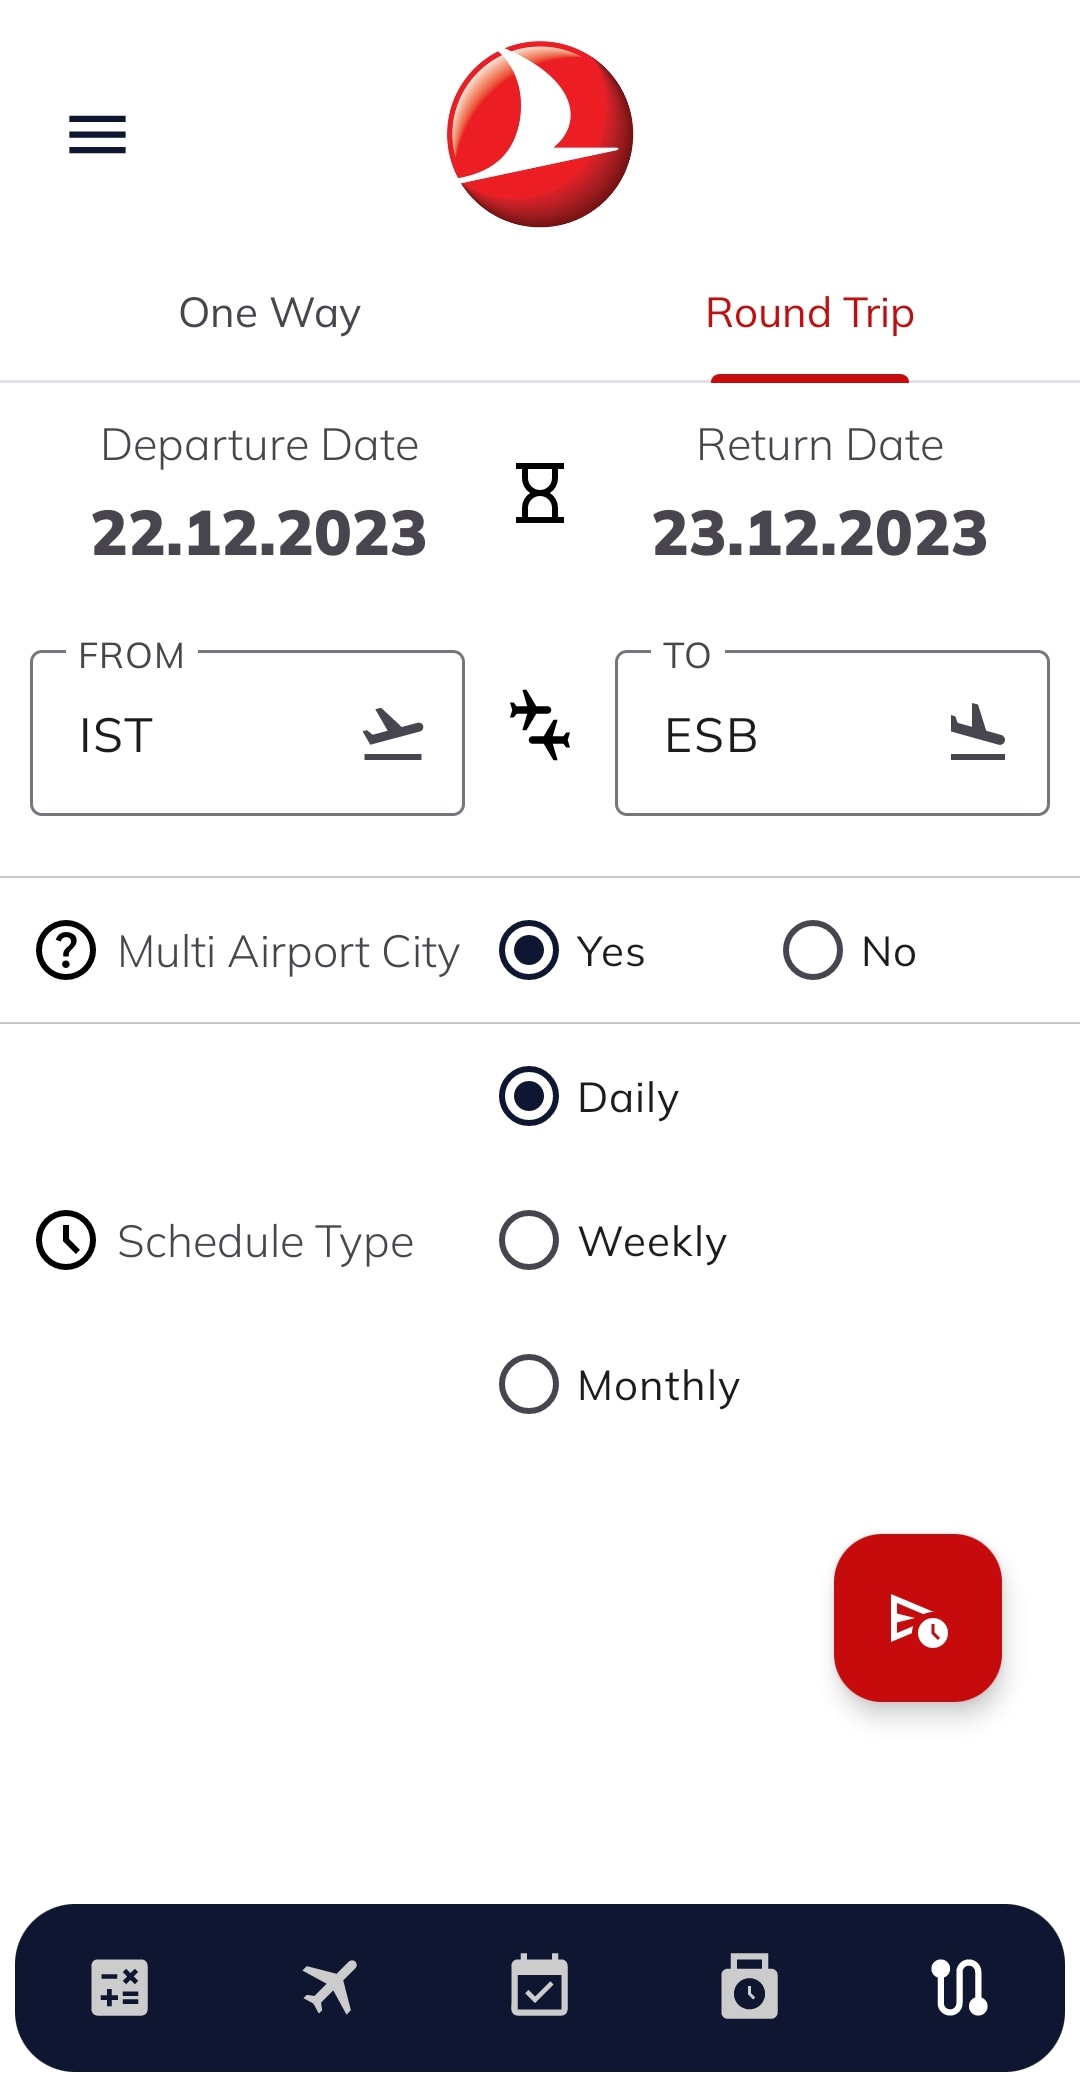 One Way
Round Trip
Departure Date
Return Date
22.12.2023
23.12.2023
FROM
TO
IST
ESB
Multi Airport City
Yes
No
Daily
Schedule Type
Weekly
Monthly